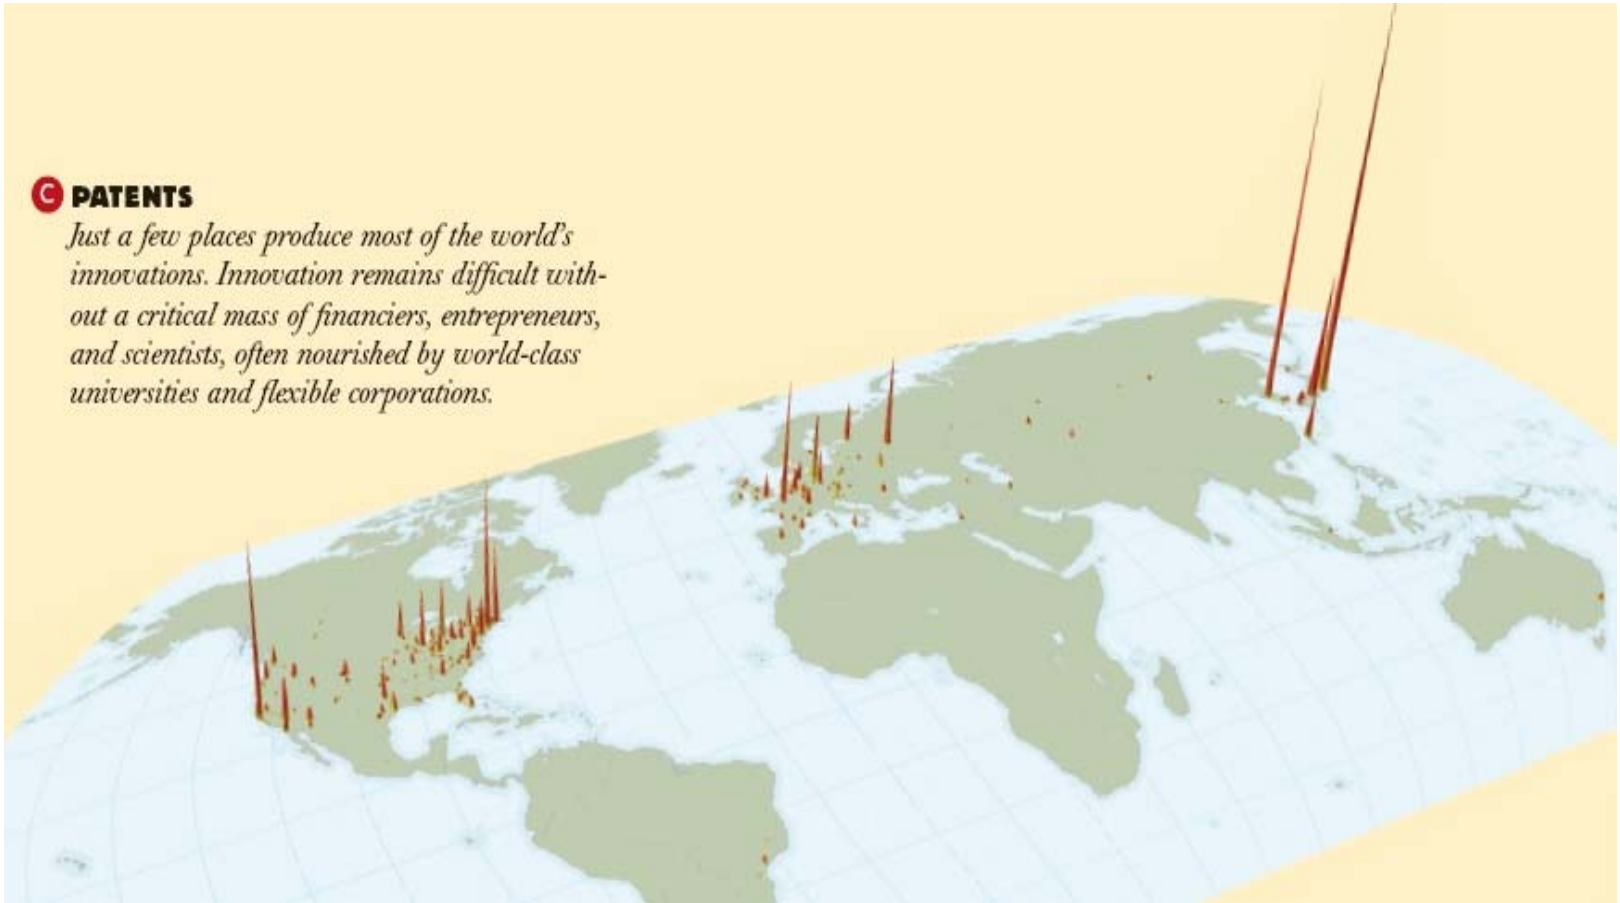 C PATENTS
Just a few places produce most of the world's
innovations. Innovation remains difficult with-
out a critical mass of financiers, entrepreneurs,
and scientists, often nourished by world-class
universities and flexible corporations.